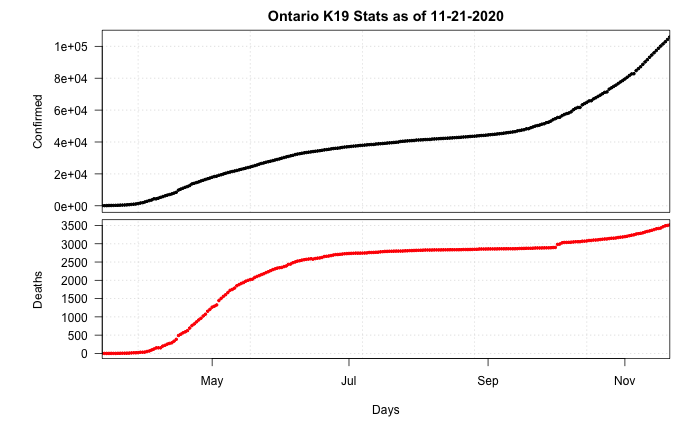 Ontario K19 Stats as of 11-21-2020
Confirmed
1e+05
8e+04
6e+04
4e+04
2e+04
0e+00
Deaths
3500
3000
2500
2000
1500
1000
500
0
May Jul Sep Nov
Days